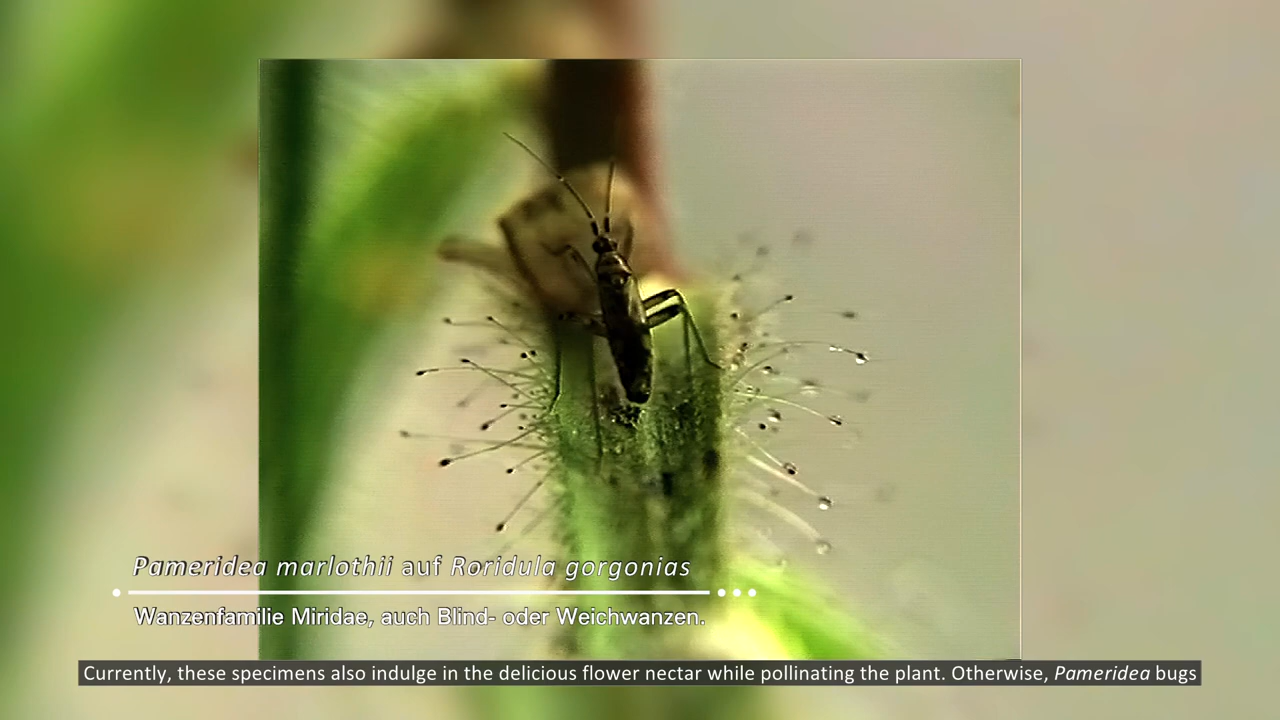 Pameridea marlothii auf Roridula gorgonias
Wanzenfamilie Miridae, auch Blind- oder Weichwanzen.
Currently, these specimens also indulge in the delicious flower nectar while pollinating the plant. Otherwise, Pameridea bugs